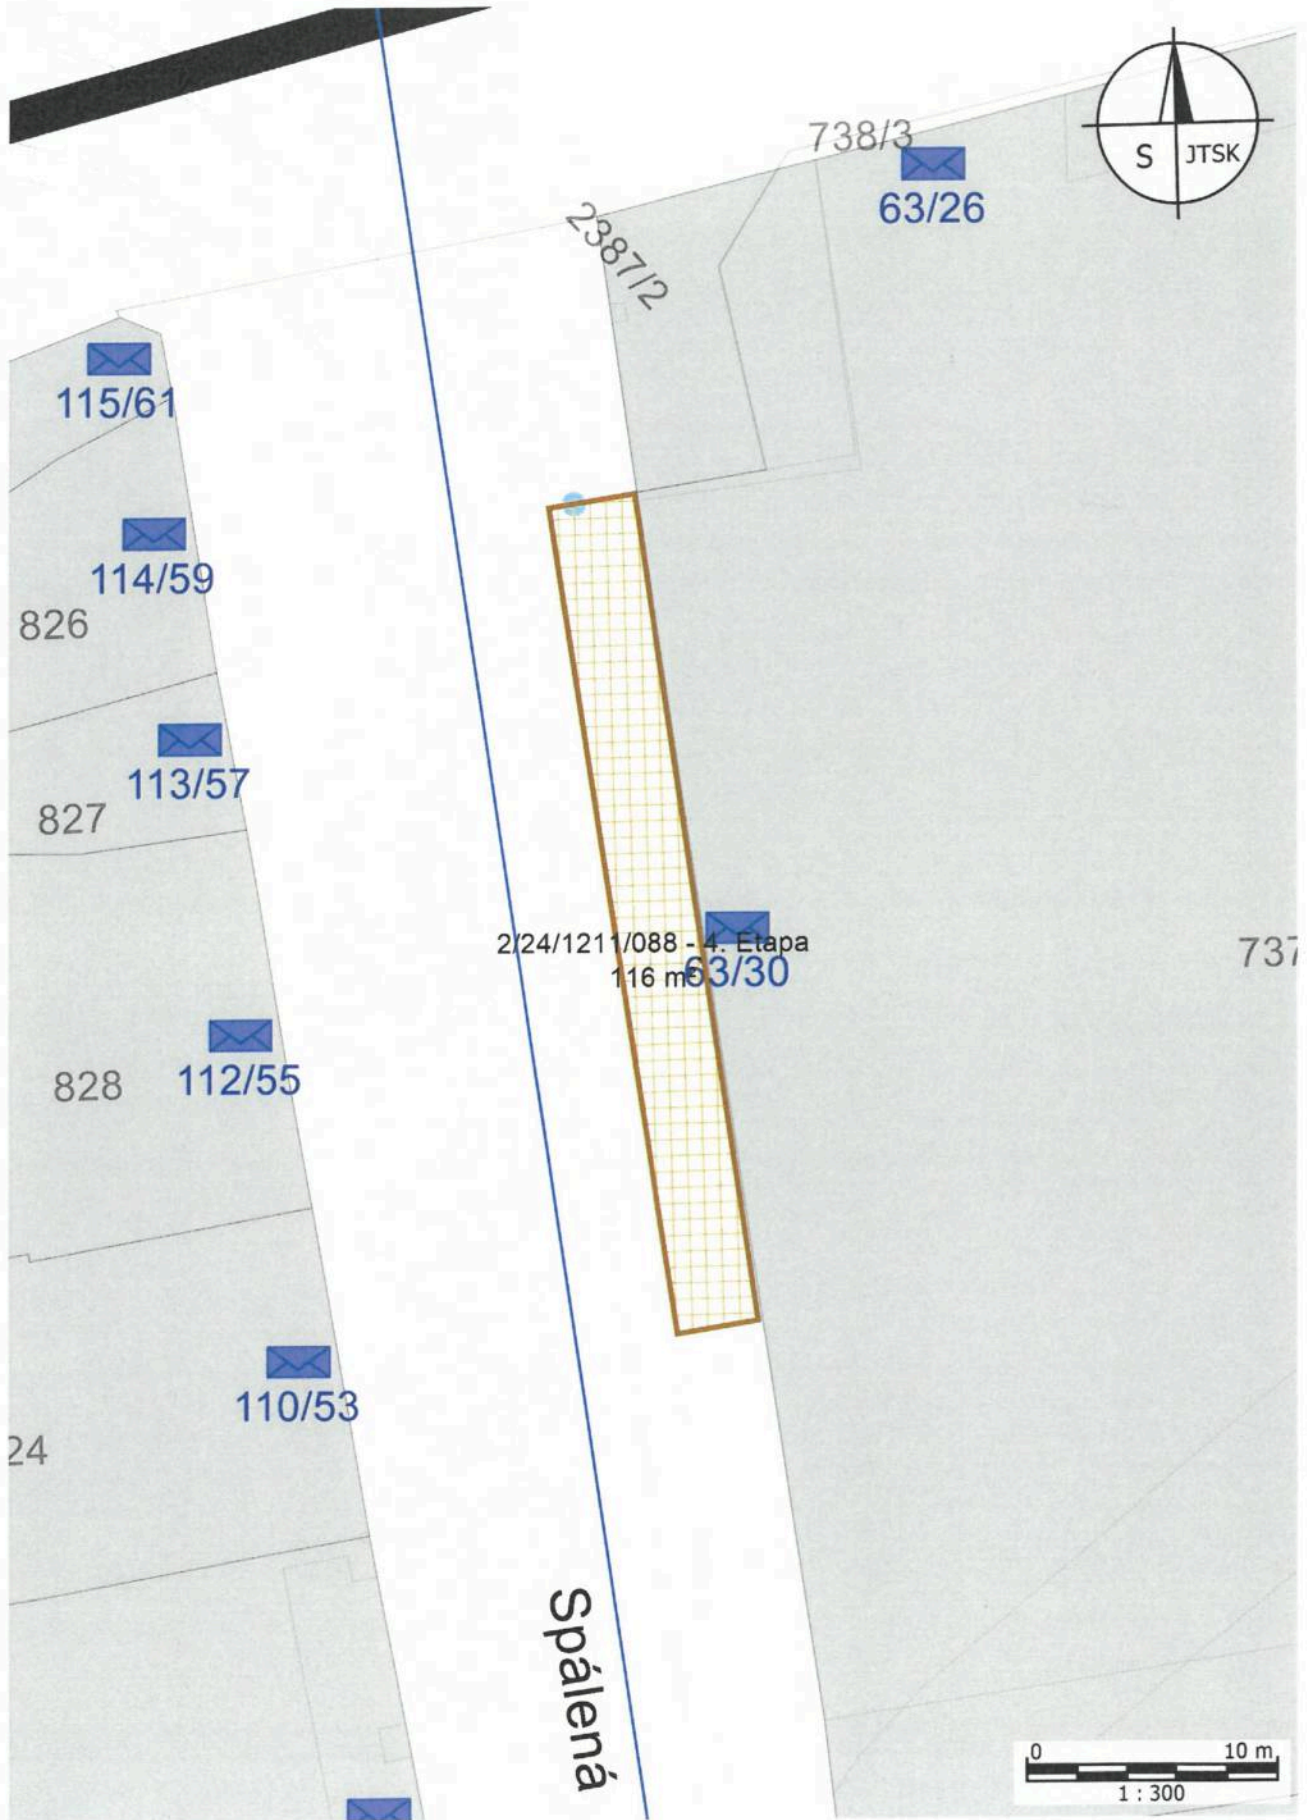 738/3
63/26
S JTSK
2387/2
115/61
114/59
826
113/57
827
2/24/1211/088 - 4. Etapa
116 m²
63/30
737
112/55
828
110/53
24
Spálená
0 10 m
1 : 300